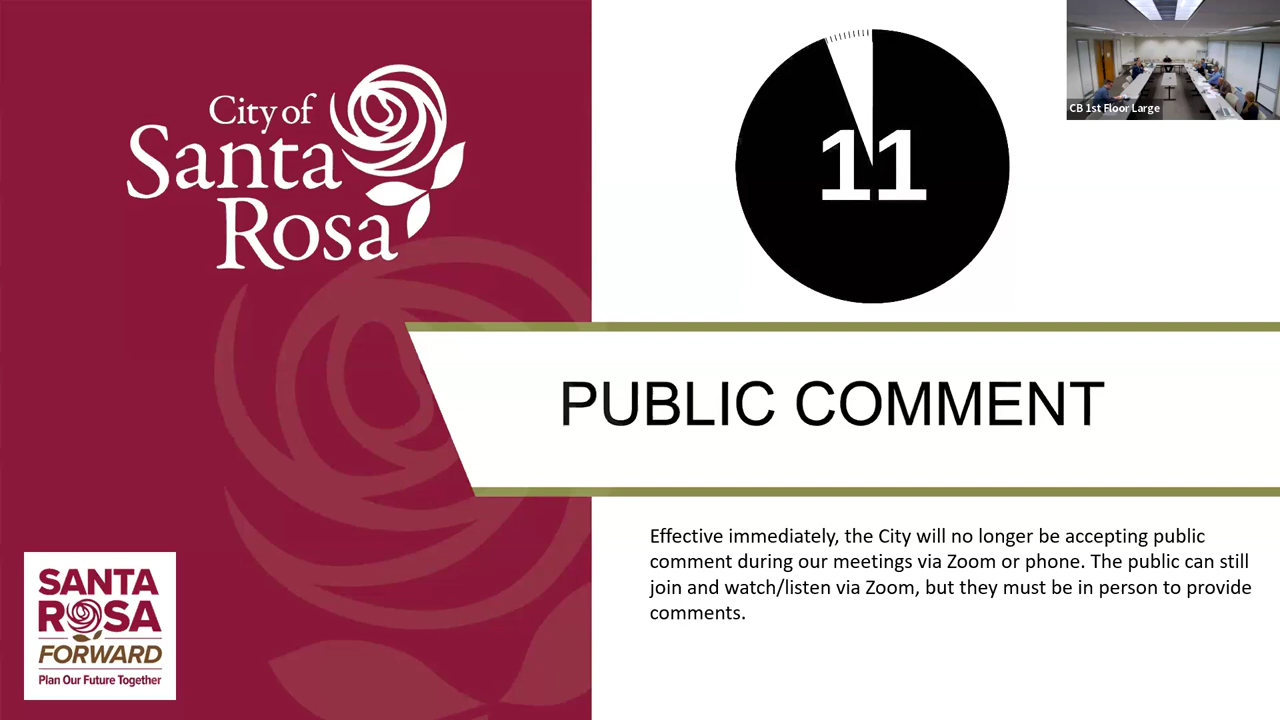 City of
Santa
Rosa
11
CB 1st Floor Large
PUBLIC COMMENT
Effective immediately, the City will no longer be accepting public
comment during our meetings via Zoom or phone. The public can still
join and watch/listen via Zoom, but they must be in person to provide
comments.
SANTA
ROSA
FORWARD
Plan Our Future Together